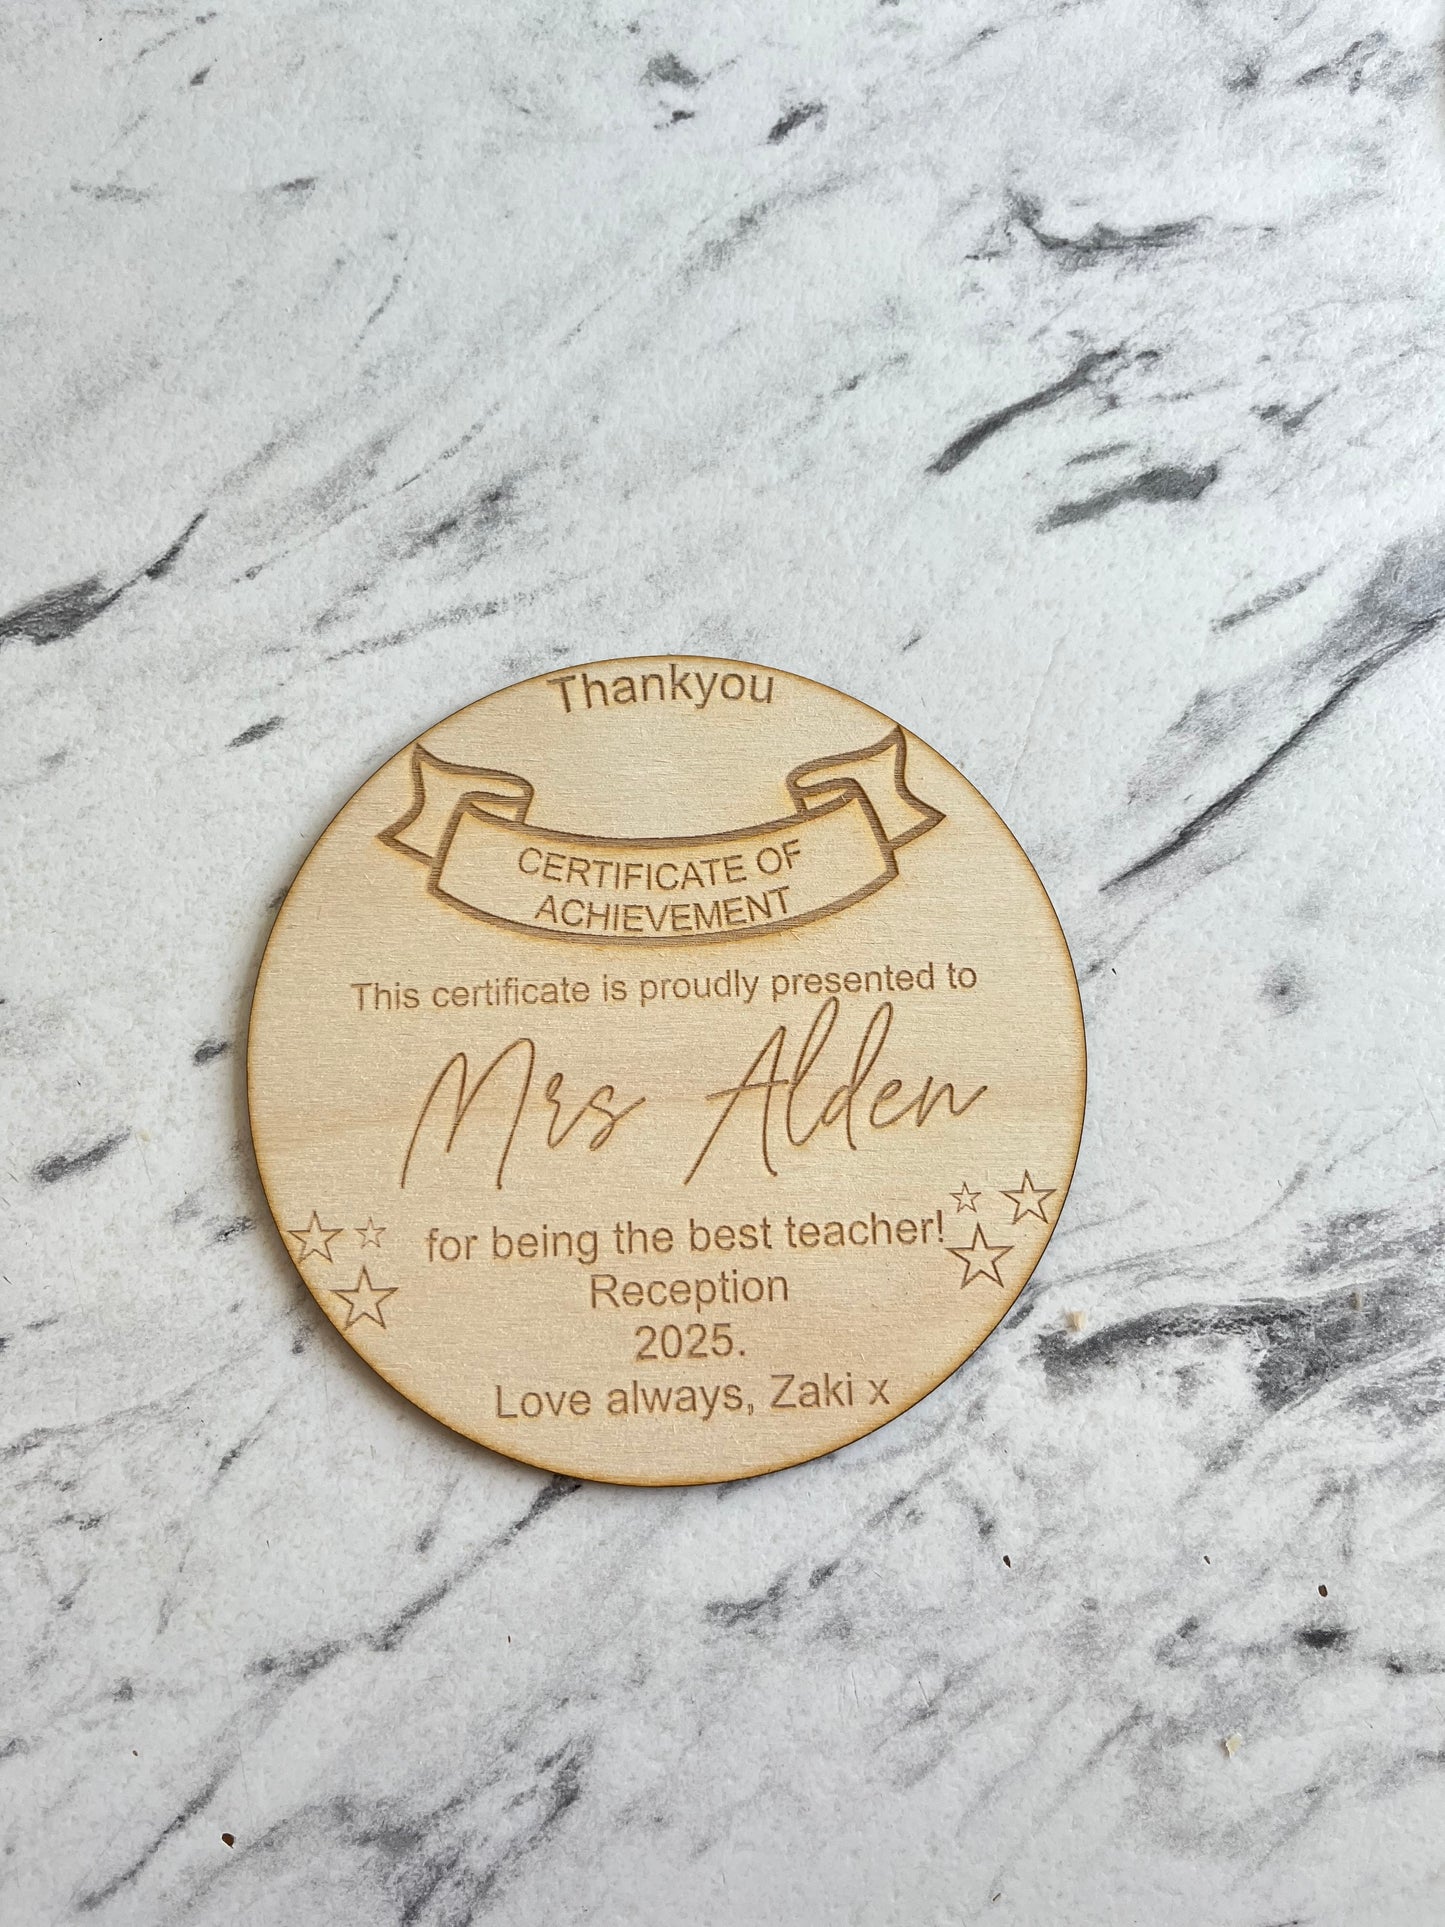 Thankyou
CERTIFICATE OF
ACHIEVEMENT
This certificate is proudly presented to
Mrs Alden
for being the best teacher!
Reception
2025.
Love always, Zaki x